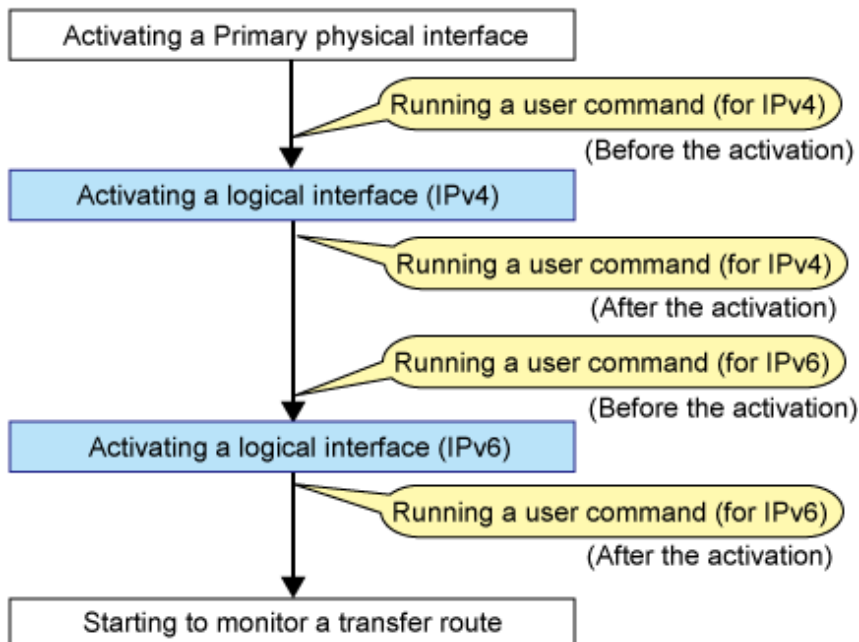 Activating a Primary physical interface
Running a user command (for IPv4)
(Before the activation)
Activating a logical interface (IPv4)
Running a user command (for IPv4)
(After the activation)
Running a user command (for IPv6)
(Before the activation)
Activating a logical interface (IPv6)
Running a user command (for IPv6)
(After the activation)
Starting to monitor a transfer route